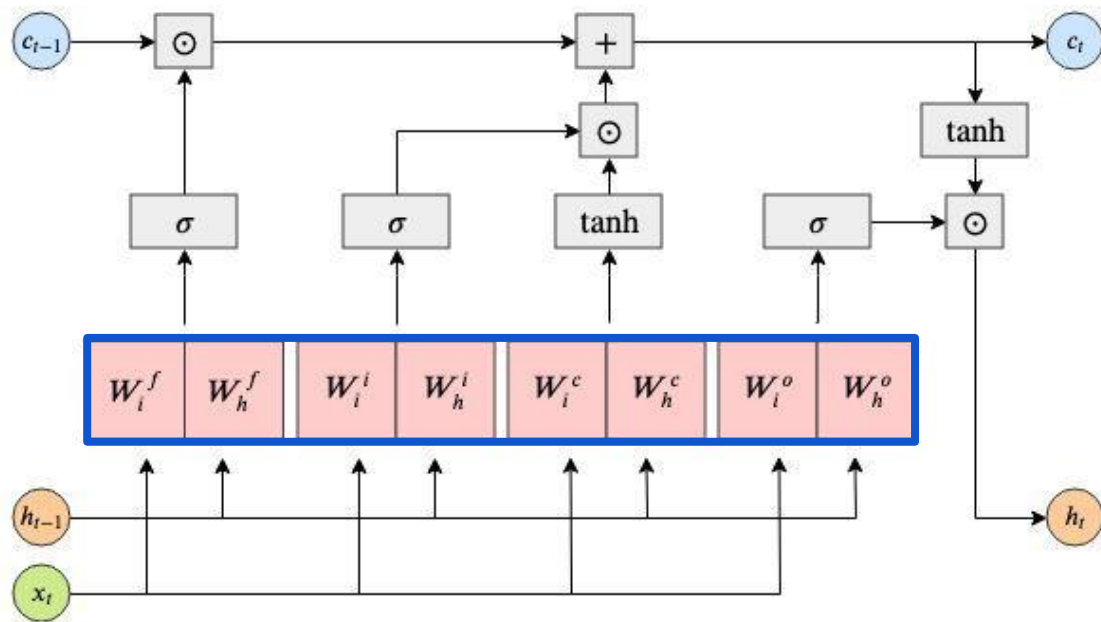 c_{t-1} ⊙ + c_t
⊙ tanh
σ σ tanh σ ⊙
W_i^f W_h^f W_i^i W_h^i W_i^c W_h^c W_i^o W_h^o
h_{t-1} h_t
x_t